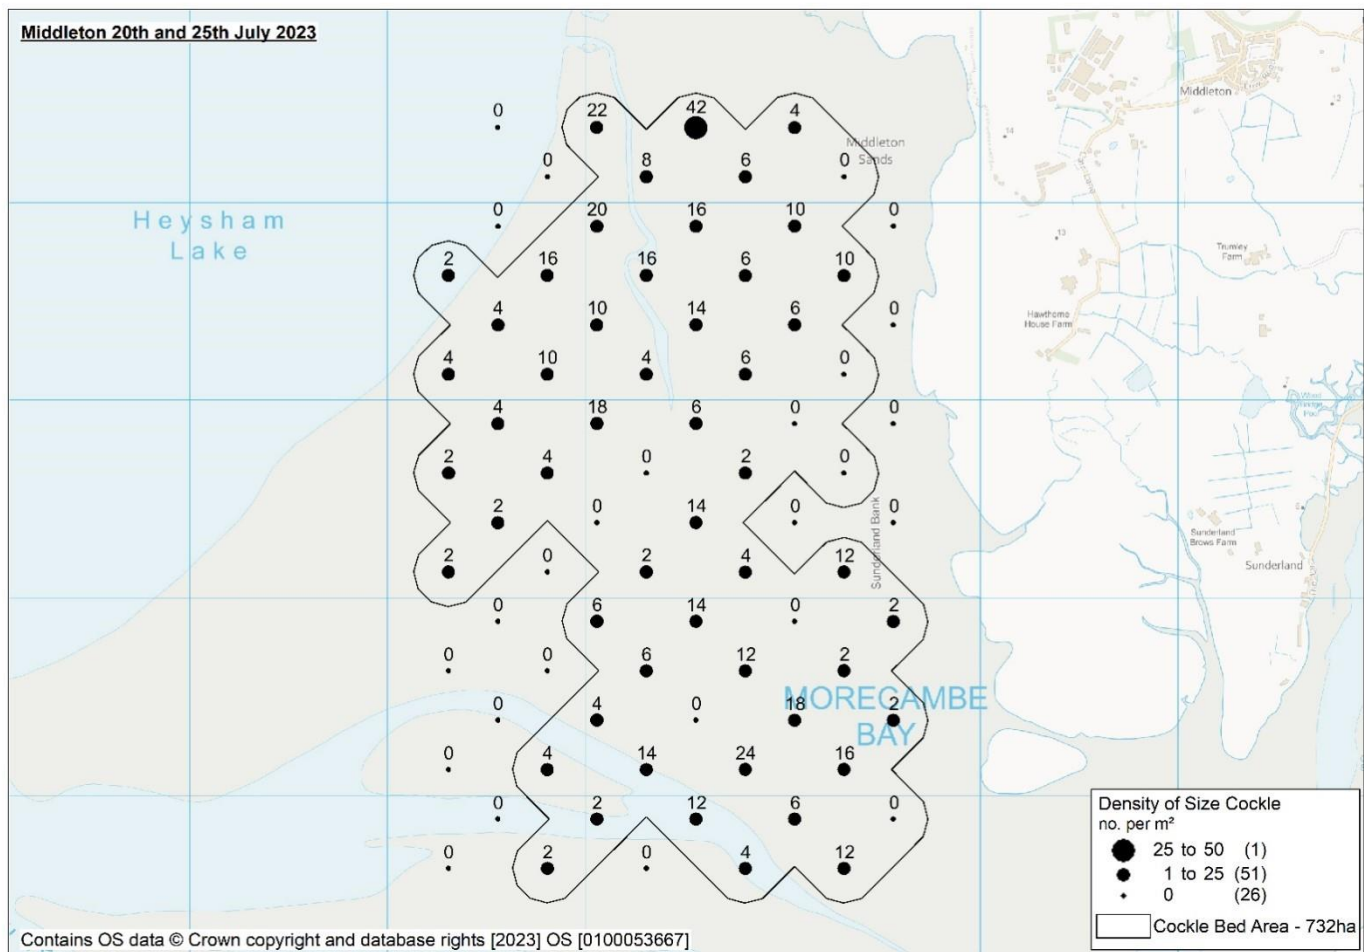 Middleton 20th and 25th July 2023
Middleton
12
0 22 42 4
14
Middleton
Sands
0 8 6 0
0 20 16 10 0
Heysham
Lake
13
Trumley
Farm
2 16 16 6 10
4 10 14 6 0
Hawthorne
House Farm
4 10 4 6 0
4 18 6 0 0
2 4 0 2 0
2 0 14 0 0
Sunderland Bank
Sunderland
Brows Farm
Sunderland
2 0 2 4 12
0 6 14 0 2
0 0 6 12 2
MORECAMBE
BAY
0 4 0 18 2
0 4 14 24 16
0 2 12 6 0
0 2 0 4 12
Density of Size Cockle
no. per m²
25 to 50 (1)
1 to 25 (51)
0 (26)
Cockle Bed Area - 732ha
Contains OS data © Crown copyright and database rights [2023] OS [0100053667]